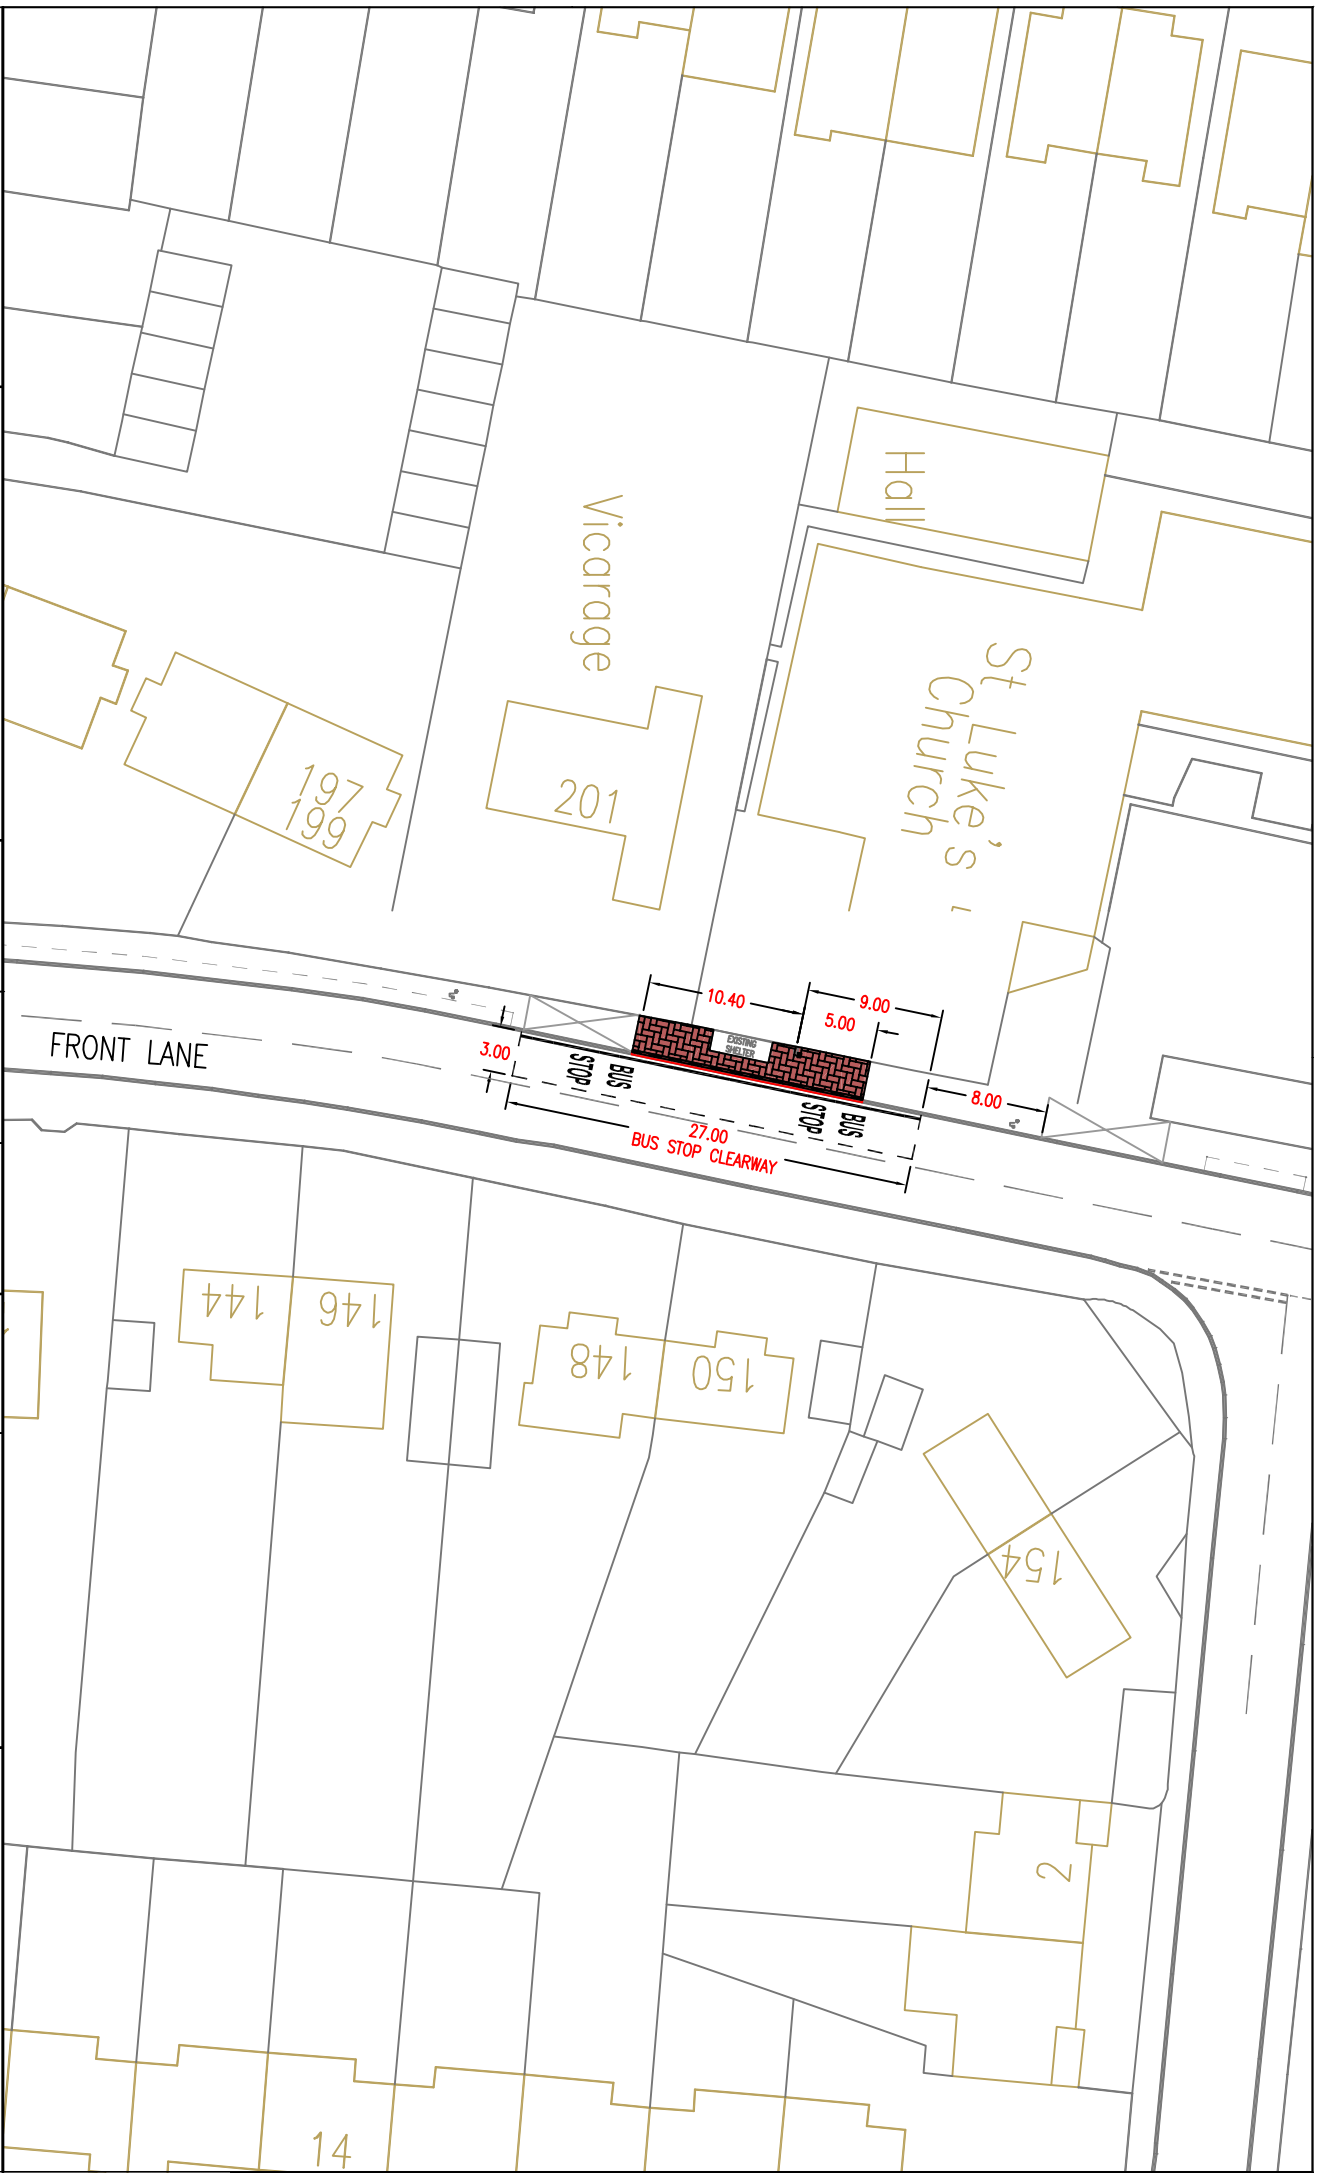 Hall
Vicarage
St Luke's
Church
197
199
201
10.40
9.00
5.00
EXISTING
SHELTER
FRONT LANE
3.00
BUS
STOP
BUS
STOP
8.00
27.00
BUS STOP CLEARWAY
144
146
148
150
154
2
14